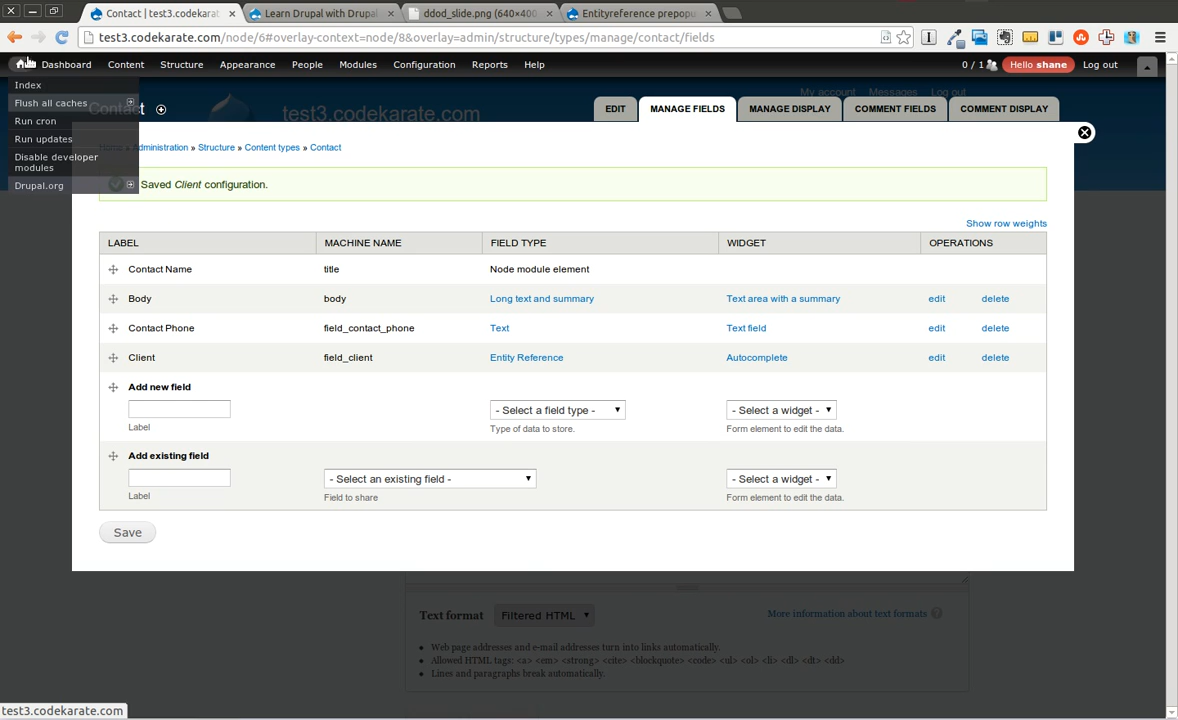 Contact | test3.codekarat
Learn Drupal with Drupal
ddod_slide.png (640×400
Entityreference prepopu
test3.codekarate.com/node/6#overlay-context=node/8&overlay=admin/structure/types/manage/contact/fields
Dashboard Content Structure Appearance People Modules Configuration Reports Help 0 / 1 Hello shane Log out
Index
Flush all caches
Run cron
Run updates
Disable developer
modules
Drupal.org
My account Messages Log out
Contact
test3.codekarate.com
EDIT MANAGE FIELDS MANAGE DISPLAY COMMENT FIELDS COMMENT DISPLAY
Home » Administration » Structure » Content types » Contact
Saved Client configuration.
Show row weights
LABEL MACHINE NAME FIELD TYPE WIDGET OPERATIONS
Contact Name title Node module element
Body body Long text and summary Text area with a summary edit delete
Contact Phone field_contact_phone Text Text field edit delete
Client field_client Entity Reference Autocomplete edit delete
Add new field
- Select a field type - - Select a widget -
Label Type of data to store. Form element to edit the data.
Add existing field
- Select an existing field - - Select a widget -
Label Field to share Form element to edit the data.
Save
Text format Filtered HTML More information about text formats
Web page addresses and e-mail addresses turn into links automatically.
Allowed HTML tags: <a> <em> <strong> <cite> <blockquote> <code> <ul> <ol> <li> <dl> <dt> <dd>
Lines and paragraphs break automatically.
test3.codekarate.com